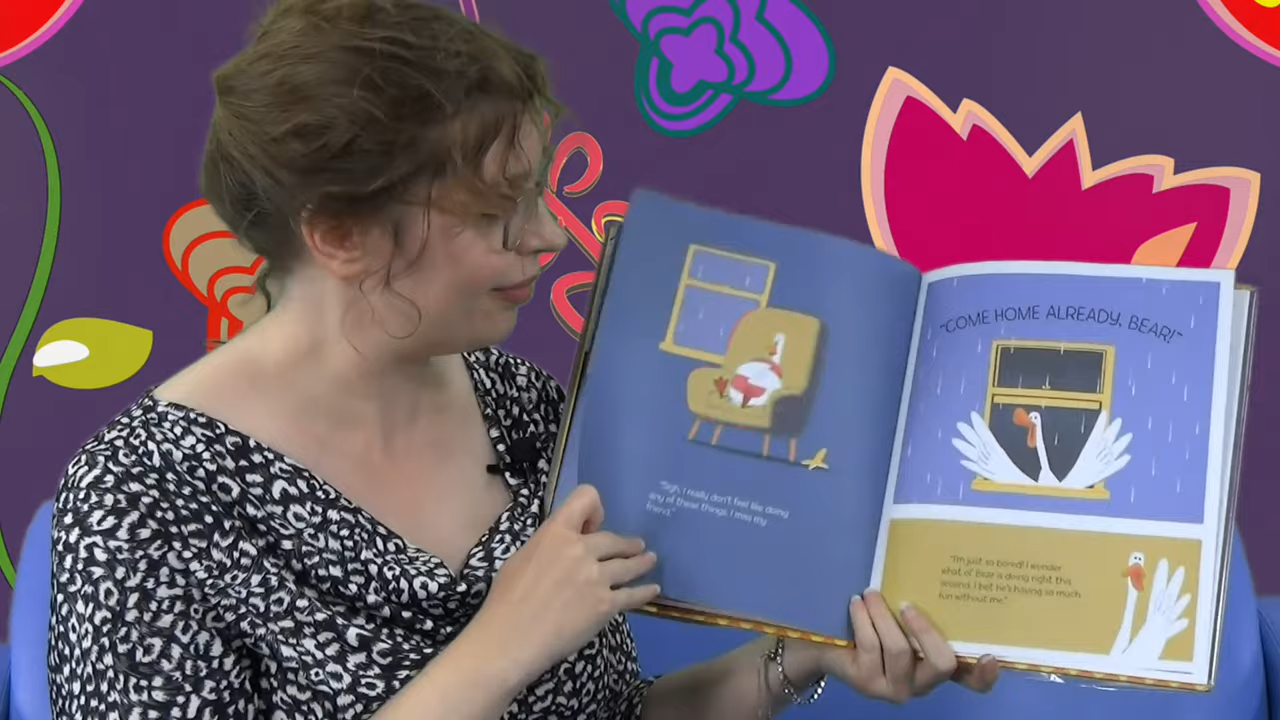 "Sigh, I really don't feel like doing
any of these things. I miss my
friend."
"COME HOME ALREADY, BEAR!"
"I'm just so bored! I wonder
what ol' Bear is doing right this
second. I bet he's having so much
fun without me."